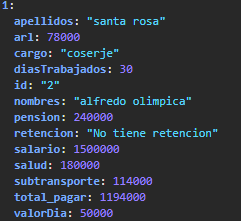 1:
apellidos: "santa rosa"
arl: 78000
cargo: "coserje"
diasTrabajados: 30
id: "2"
nombres: "alfredo olimpica"
pension: 240000
retencion: "No tiene retencion"
salario: 1500000
salud: 180000
subtransporte: 114000
total_pagar: 1194000
valorDia: 50000